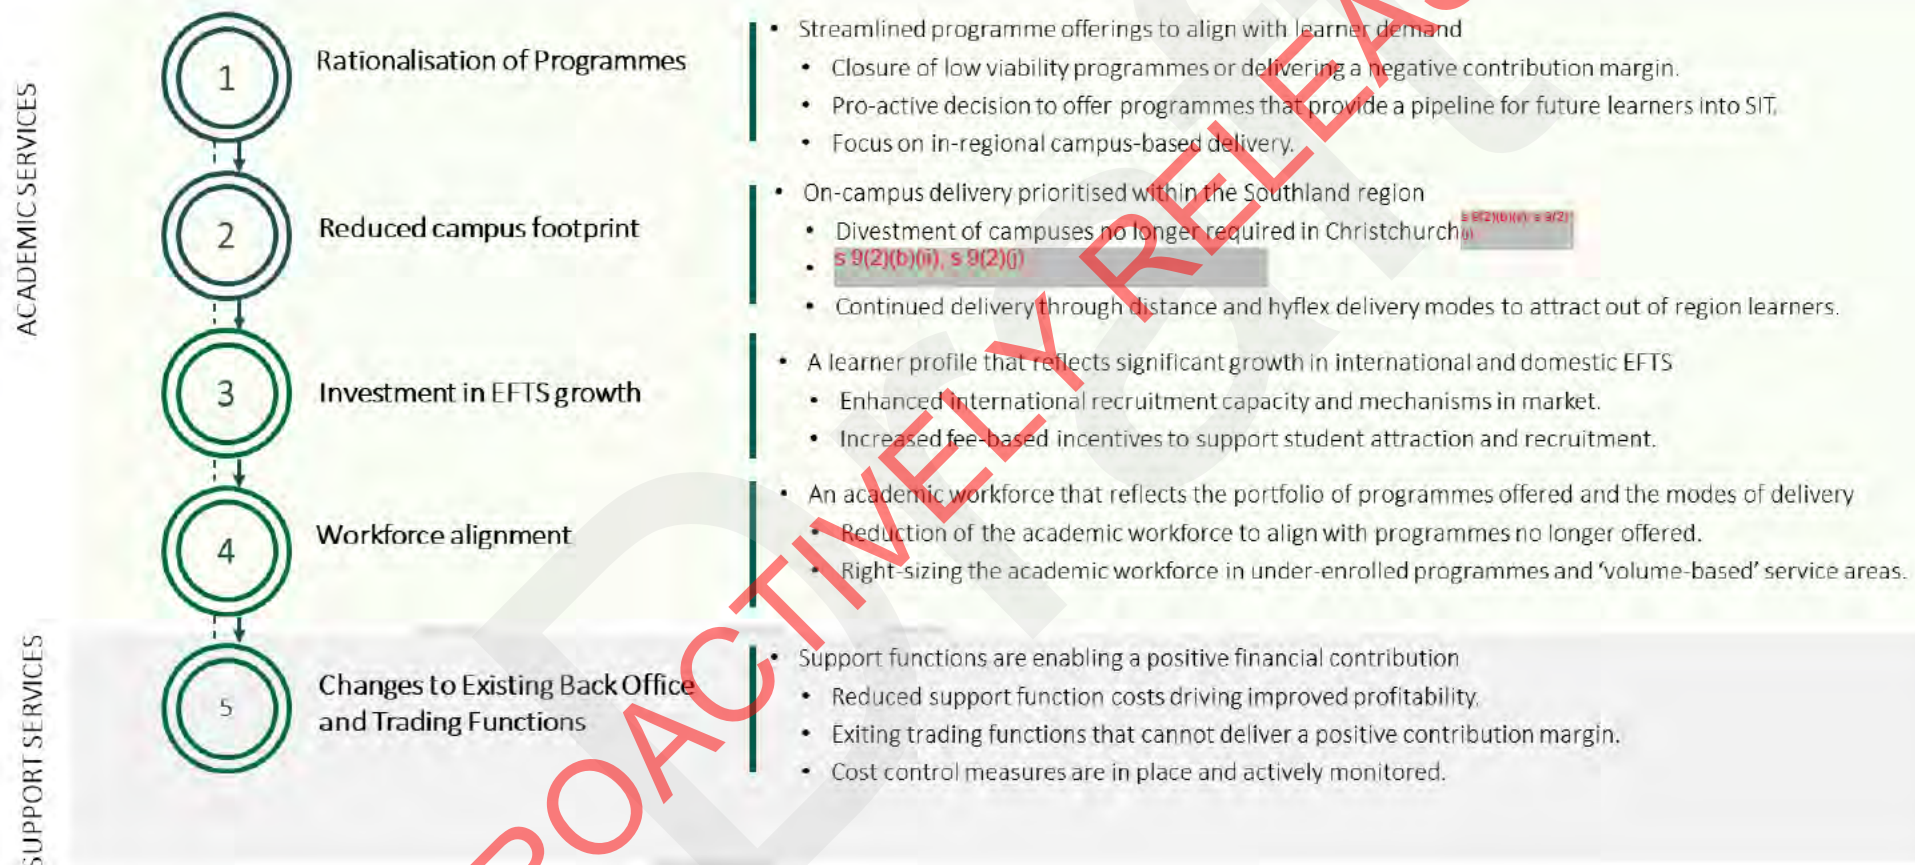 ACADEMIC SERVICES
1
Rationalisation of Programmes
• Streamlined programme offerings to align with learner demand
• Closure of low viability programmes or delivering a negative contribution margin.
• Pro-active decision to offer programmes that provide a pipeline for future learners into SIT.
• Focus on in-regional campus-based delivery.
2
Reduced campus footprint
• On-campus delivery prioritised within the Southland region
• Divestment of campuses no longer required in Christchurch
• s 9(2)(b)(ii), s 9(2)(j)
• Continued delivery through distance and hyflex delivery modes to attract out of region learners.
3
Investment in EFTS growth
• A learner profile that reflects significant growth in international and domestic EFTS
• Enhanced international recruitment capacity and mechanisms in market.
• Increased fee-based incentives to support student attraction and recruitment.
4
Workforce alignment
• An academic workforce that reflects the portfolio of programmes offered and the modes of delivery
• Reduction of the academic workforce to align with programmes no longer offered.
• Right-sizing the academic workforce in under-enrolled programmes and ‘volume-based’ service areas.
SUPPORT SERVICES
5
Changes to Existing Back Office
and Trading Functions
• Support functions are enabling a positive financial contribution
• Reduced support function costs driving improved profitability.
• Exiting trading functions that cannot deliver a positive contribution margin.
• Cost control measures are in place and actively monitored.
Draft
ROACTIVELY RELEAS